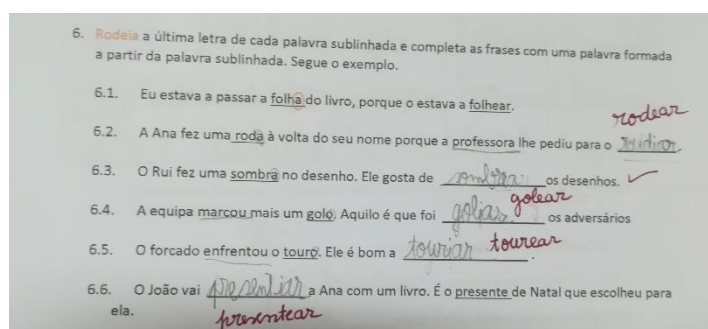 6. Rodeia a última letra de cada palavra sublinhada e completa as frases com uma palavra formada
a partir da palavra sublinhada. Segue o exemplo.
6.1. Eu estava a passar a folha do livro, porque o estava a folhear.
rodear
6.2. A Ana fez uma roda à volta do seu nome porque a professora lhe pediu para o
6.3. O Rui fez uma sombra no desenho. Ele gosta de os desenhos.
golear
6.4. A equipa marcou mais um golo. Aquilo é que foi goliar os adversários
6.5. O forcado enfrentou o touro. Ele é bom a touriar tourear .
6.6. O João vai presentiar a Ana com um livro. É o presente de Natal que escolheu para
ela.
presentear